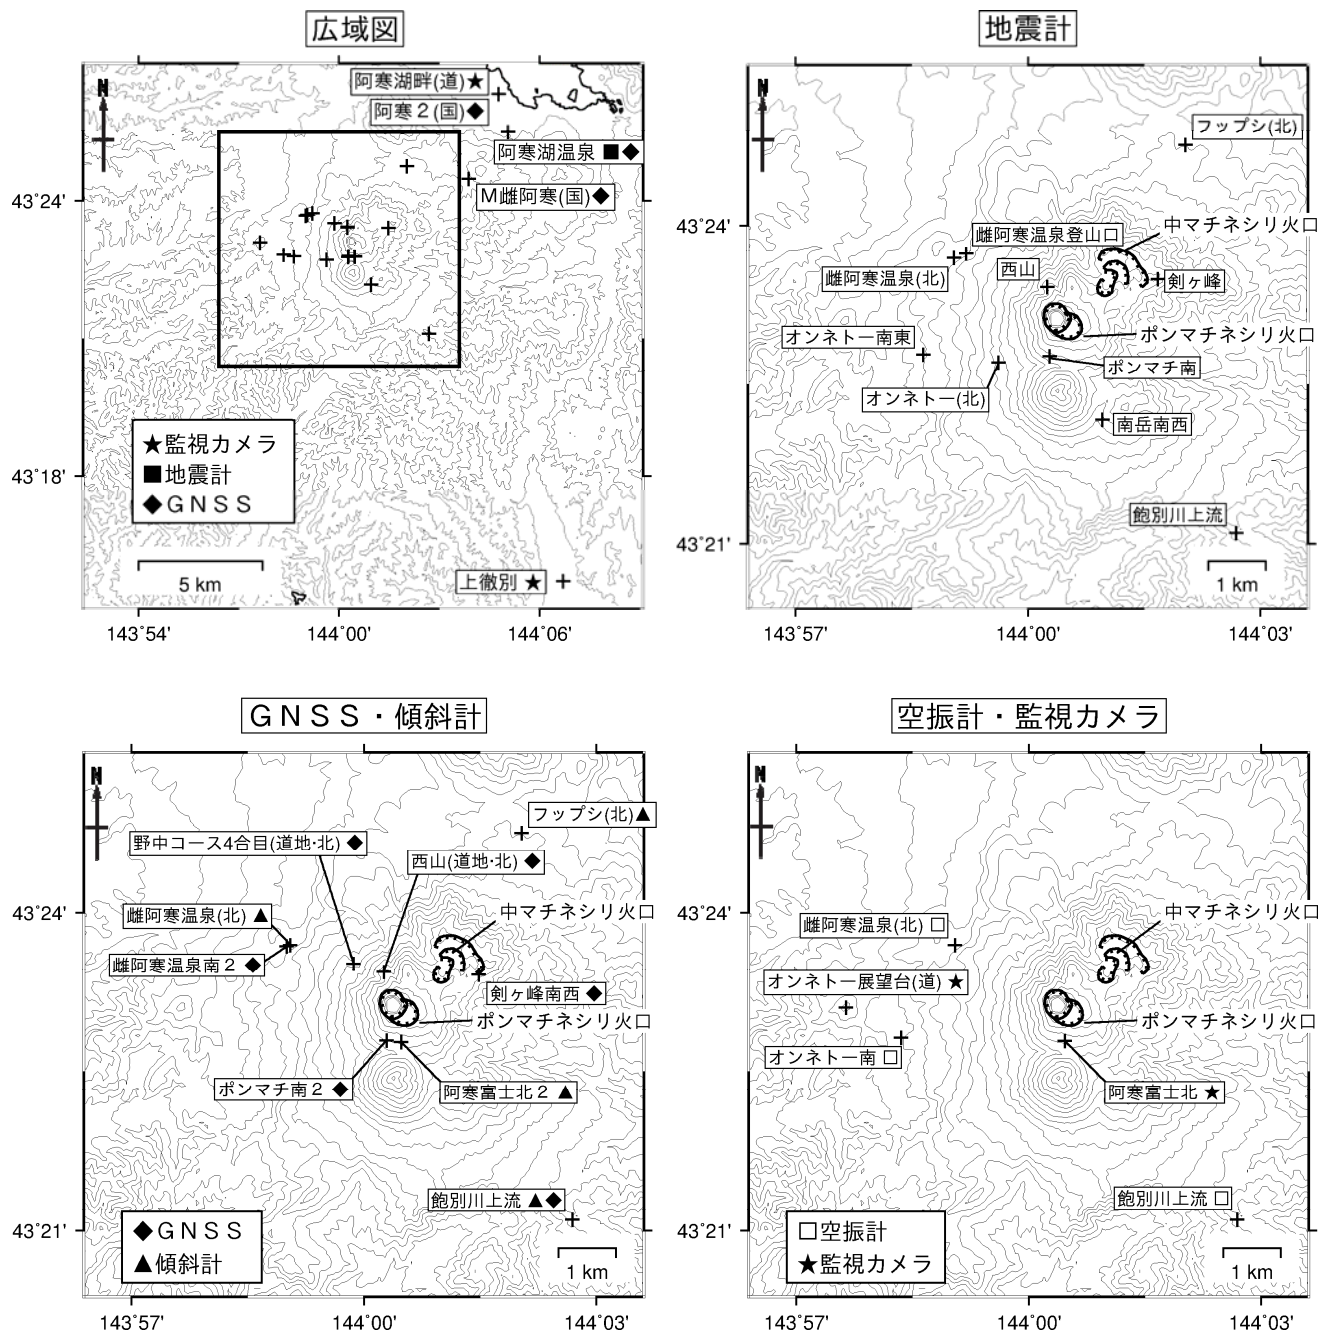 広域図
N
阿寒湖畔(道)★
阿寒２(国)◆
阿寒湖温泉 ■◆
Ｍ雌阿寒(国)◆
43˚24'
43˚18'
★監視カメラ
■地震計
◆ＧＮＳＳ
5 km
上徹別 ★
143˚54'
144˚00'
144˚06'
地震計
N
フップシ(北)
43˚24'
雌阿寒温泉登山口
中マチネシリ火口
雌阿寒温泉(北)
西山
剣ヶ峰
オンネトー南東
ポンマチネシリ火口
ポンマチ南
オンネトー(北)
南岳南西
飽別川上流
43˚21'
1 km
143˚57'
144˚00'
144˚03'
ＧＮＳＳ・傾斜計
N
フップシ(北)▲
野中コース4合目(道地・北) ◆
西山(道地・北) ◆
43˚24'
雌阿寒温泉(北) ▲
中マチネシリ火口
雌阿寒温泉南２ ◆
剣ヶ峰南西 ◆
ポンマチネシリ火口
ポンマチ南２ ◆
阿寒富士北２ ▲
飽別川上流 ▲◆
43˚21'
◆ＧＮＳＳ
▲傾斜計
1 km
143˚57'
144˚00'
144˚03'
空振計・監視カメラ
N
43˚24'
雌阿寒温泉(北) □
中マチネシリ火口
オンネトー展望台(道) ★
ポンマチネシリ火口
オンネトー南 □
阿寒富士北 ★
飽別川上流 □
43˚21'
□空振計
★監視カメラ
1 km
143˚57'
144˚00'
144˚03'